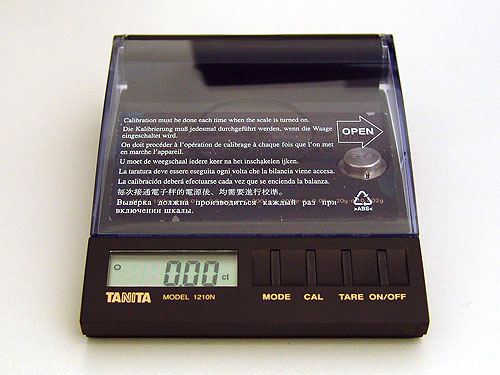 Calibration must be done each time when the scale is turned on.
Die Kalibrierung muß jedesmal durchgeführt werden, wenn die Waage
eingeschaltet wird.
On doit procéder à l'opération de calibrage à chaque fois que l'on met
en marche l'appareil.
U moet de weegschaal iedere keer na het inschakelen ijken.
La taratura deve essere eseguita ogni volta che la bilancia viene accesa.
La calibración deberá efectuarse cada vez que se encienda la balanza.
每次接通電子秤的電源後、均需要進行校準。
Выверка должна производиться каждый раз при
включении шкалы.
OPEN
>ABS<
0.00 ct
TANITA MODEL 1210N
MODE CAL TARE ON/OFF